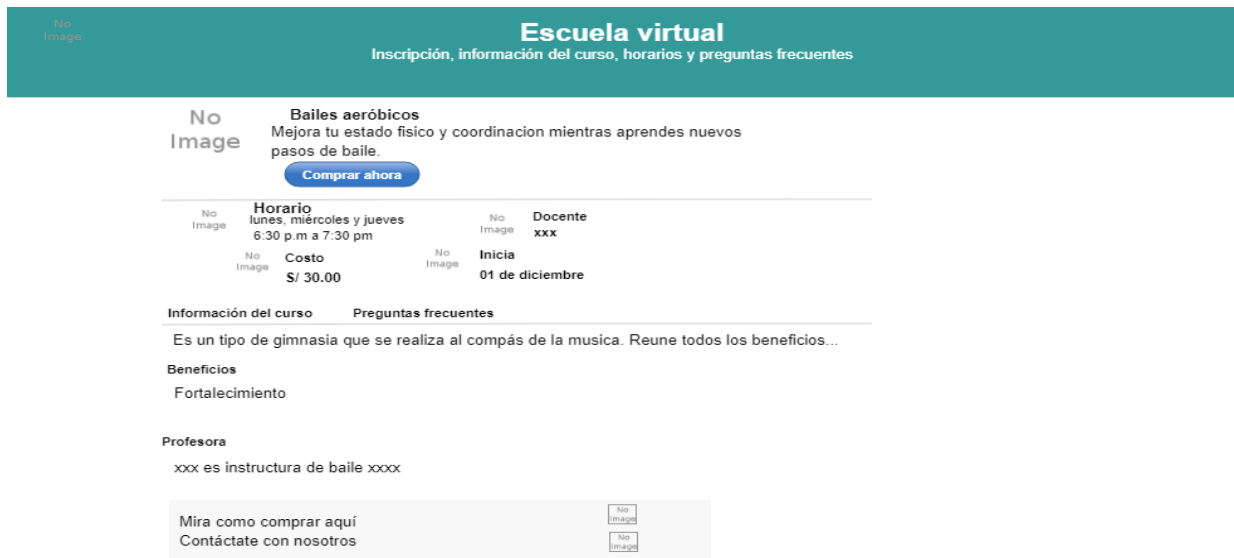 No
Image
Escuela virtual
Inscripción, información del curso, horarios y preguntas frecuentes
No
Image
Bailes aeróbicos
Mejora tu estado fisico y coordinacion mientras aprendes nuevos
pasos de baile.
Comprar ahora
No
Image
Horario
lunes, miércoles y jueves
6:30 p.m a 7:30 pm
No
Image
Docente
xxx
No
Image
Costo
S/ 30.00
No
Image
Inicia
01 de diciembre
Información del curso Preguntas frecuentes
Es un tipo de gimnasia que se realiza al compás de la musica. Reune todos los beneficios...
Beneficios
Fortalecimiento
Profesora
xxx es instructura de baile xxxx
Mira como comprar aquí
No
Image
Contáctate con nosotros
No
Image